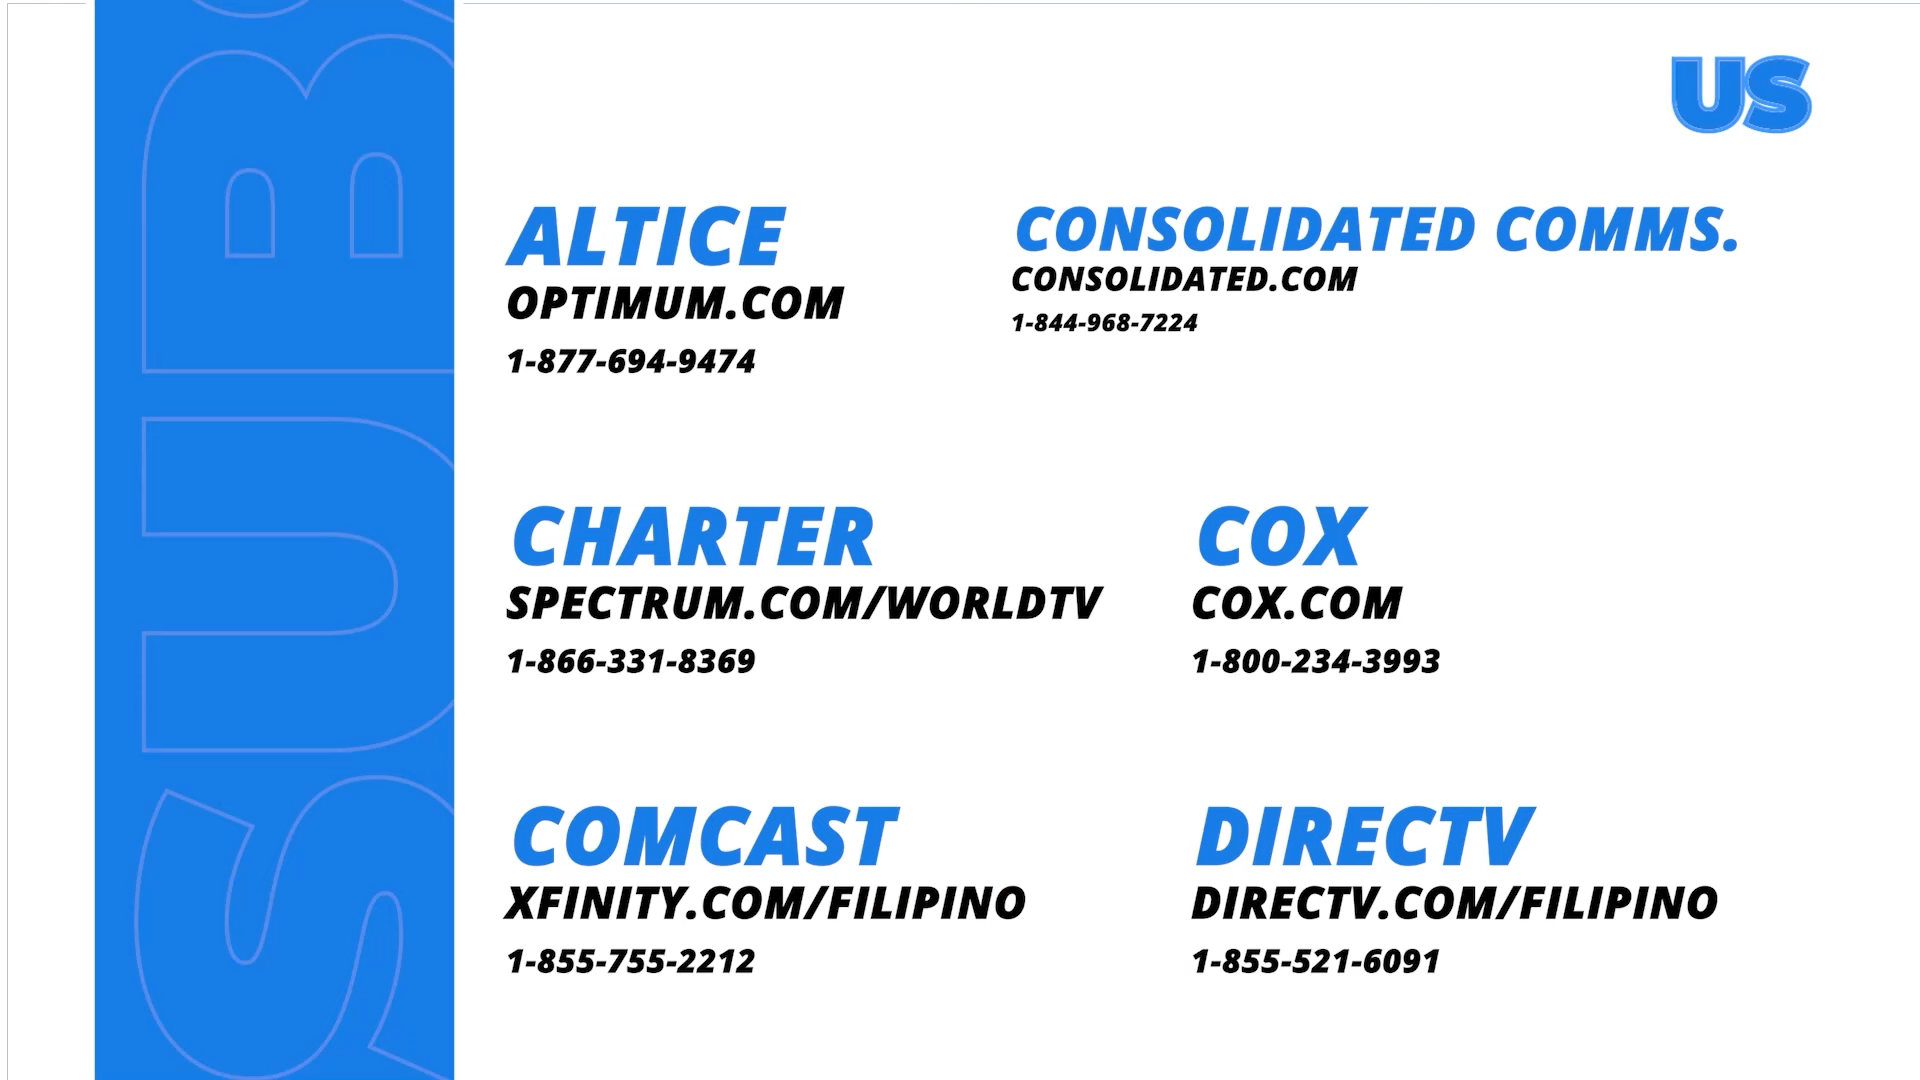 US
ALTICE
OPTIMUM.COM
1-877-694-9474
CONSOLIDATED COMMS.
CONSOLIDATED.COM
1-844-968-7224
CHARTER
SPECTRUM.COM/WORLDTV
1-866-331-8369
COX
COX.COM
1-800-234-3993
COMCAST
XFINITY.COM/FILIPINO
1-855-755-2212
DIRECTV
DIRECTV.COM/FILIPINO
1-855-521-6091
SUB